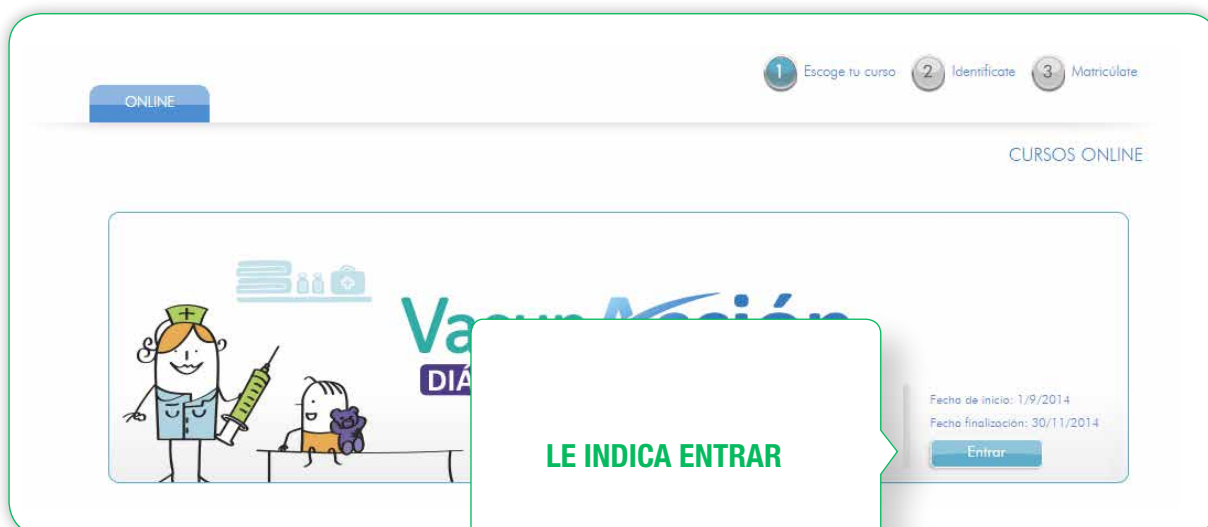 1 Escoge tu curso 2 Identifícate 3 Matricúlate
ONLINE
CURSOS ONLINE
VacunAcción
DIÁ
Fecha de inicio: 1/9/2014
Fecha finalización: 30/11/2014
Entrar
LE INDICA ENTRAR